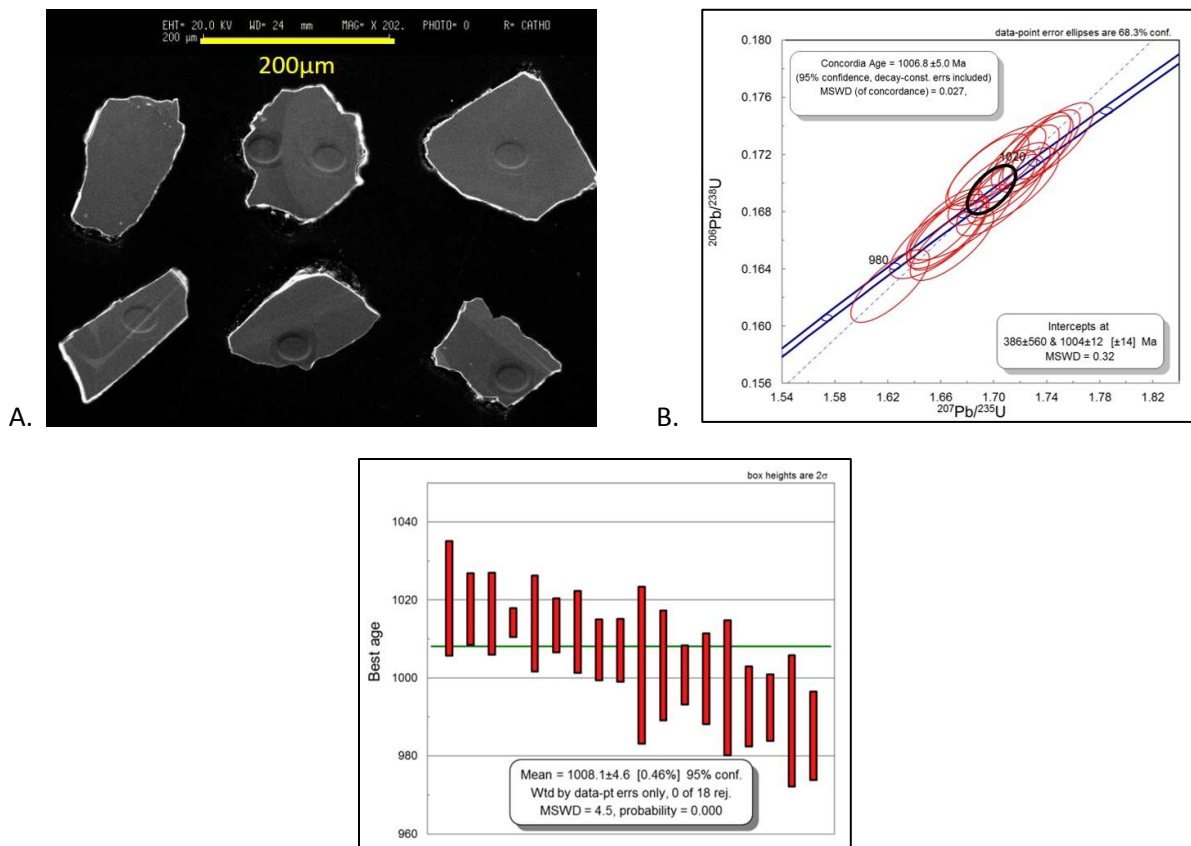 EHT= 20.0 KV WD= 24 mm MAG= X 202. PHOTO= 0 R= CATHO
200 µm
200µm
A.
data-point error ellipses are 68.3% conf.
0.180
0.176
0.172
0.168
0.164
0.160
0.156
206Pb/238U
Concordia Age = 1006.8 ±5.0 Ma
(95% confidence, decay-const. errs included)
MSWD (of concordance) = 0.027,
1020
980
Intercepts at
386±560 & 1004±12 [±14] Ma
MSWD = 0.32
1.54 1.58 1.62 1.66 1.70 1.74 1.78 1.82
207Pb/235U
B.
box heights are 2σ
1040
1020
1000
980
960
Best age
Mean = 1008.1±4.6 [0.46%] 95% conf.
Wtd by data-pt errs only, 0 of 18 rej.
MSWD = 4.5, probability = 0.000